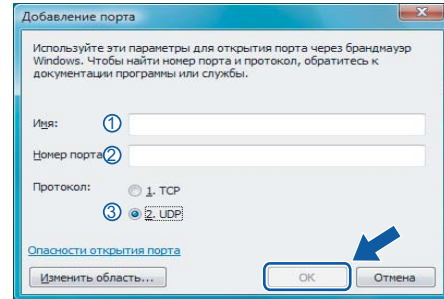 Добавление порта
Используйте эти параметры для открытия порта через брандмауэр
Windows. Чтобы найти номер порта и протокол, обратитесь к
документации программы или службы.
Имя: 1
Номер порта: 2
Протокол: 1. TCP
3 2. UDP
Опасности открытия порта
Изменить область... OK Отмена